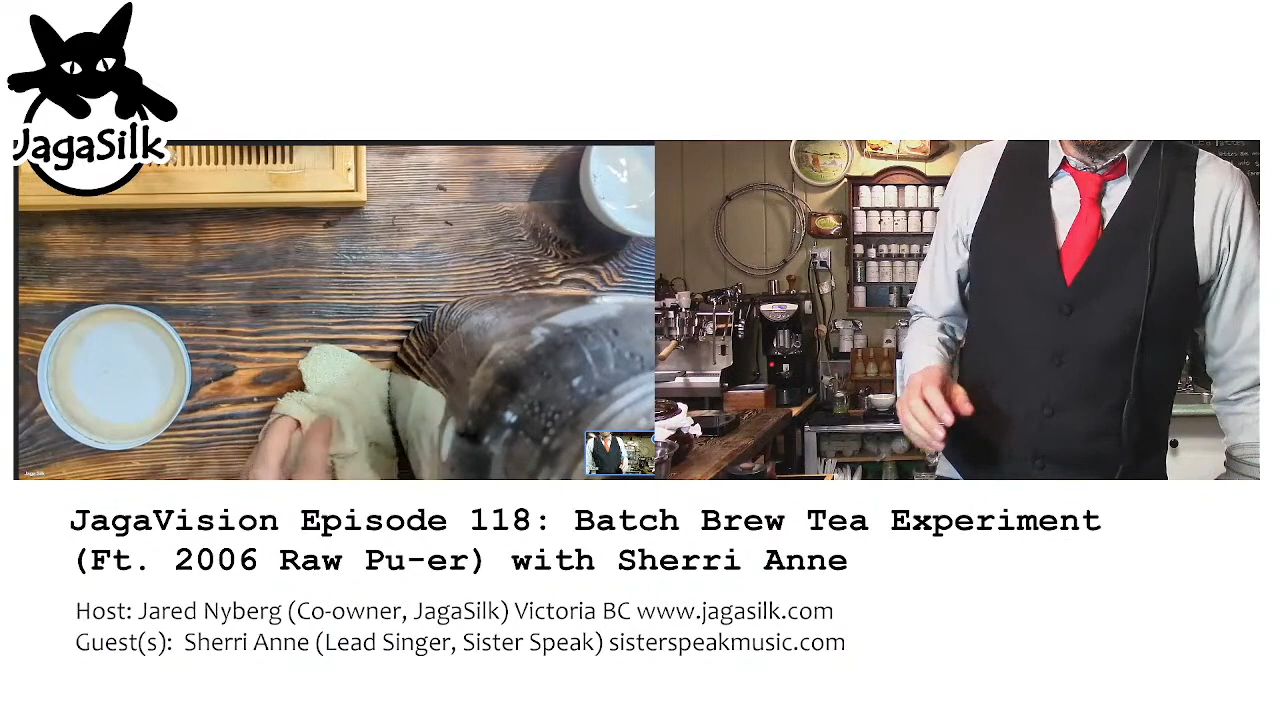 JagaSilk
JagaVision Episode 118: Batch Brew Tea Experiment
(Ft. 2006 Raw Pu-er) with Sherri Anne
Host: Jared Nyberg (Co-owner, JagaSilk) Victoria BC www.jagasilk.com
Guest(s): Sherri Anne (Lead Singer, Sister Speak) sisterspeakmusic.com